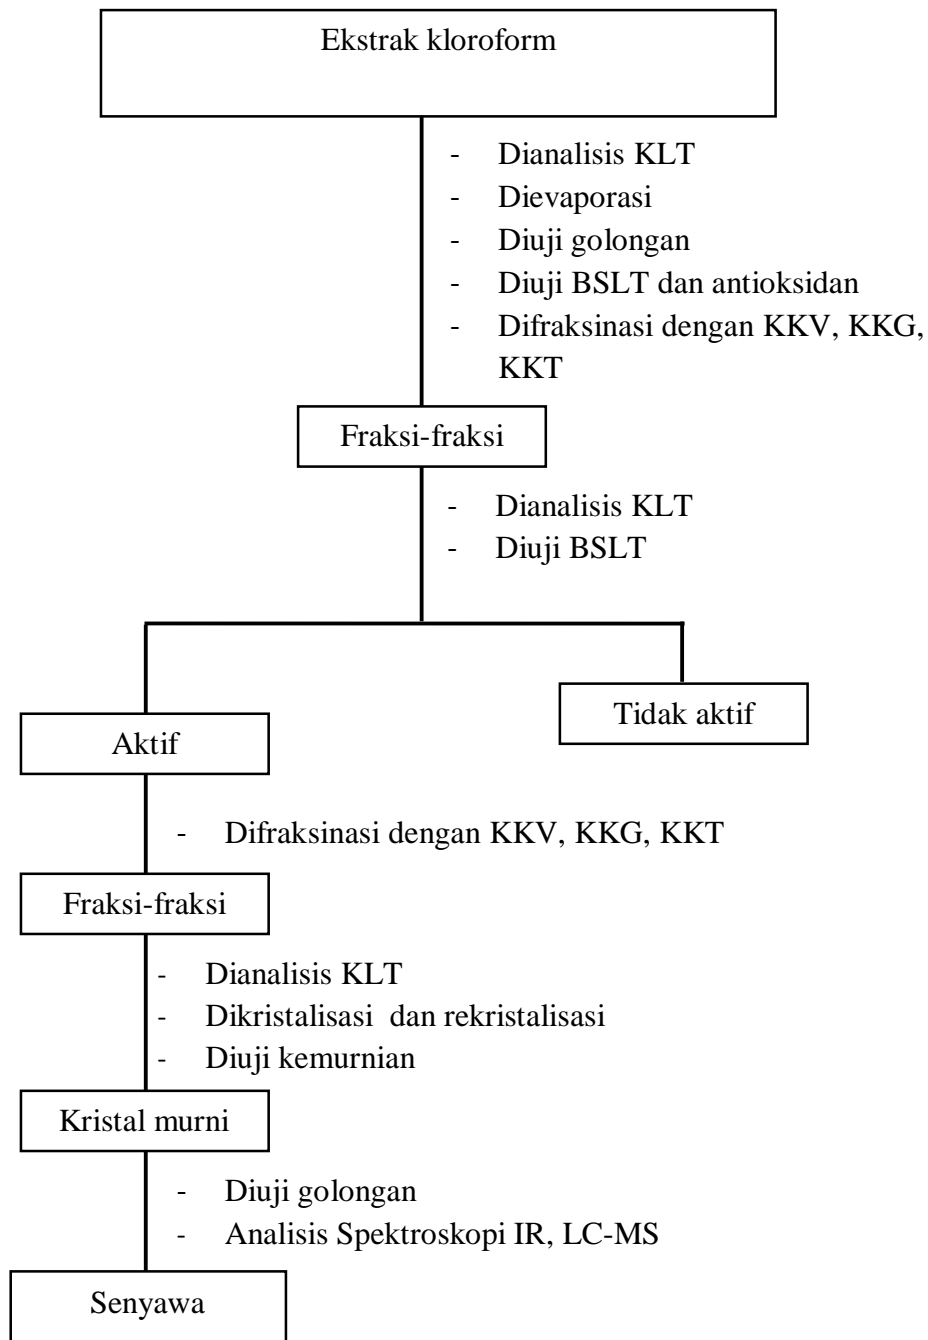 Ekstrak kloroform
- Dianalisis KLT
- Dievaporasi
- Diuji golongan
- Diuji BSLT dan antioksidan
- Difraksinasi dengan KKV, KKG,
KKT
Fraksi-fraksi
- Dianalisis KLT
- Diuji BSLT
Tidak aktif
Aktif
- Difraksinasi dengan KKV, KKG, KKT
Fraksi-fraksi
- Dianalisis KLT
- Dikristalisasi dan rekristalisasi
- Diuji kemurnian
Kristal murni
- Diuji golongan
- Analisis Spektroskopi IR, LC-MS
Senyawa